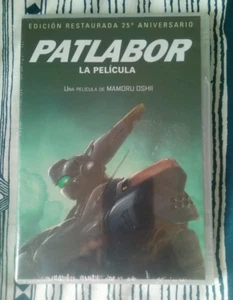 EDICIÓN RESTAURADA 25º ANIVERSARIO
PATLABOR
LA PELÍCULA
UNA PELÍCULA DE MAMORU OSHII